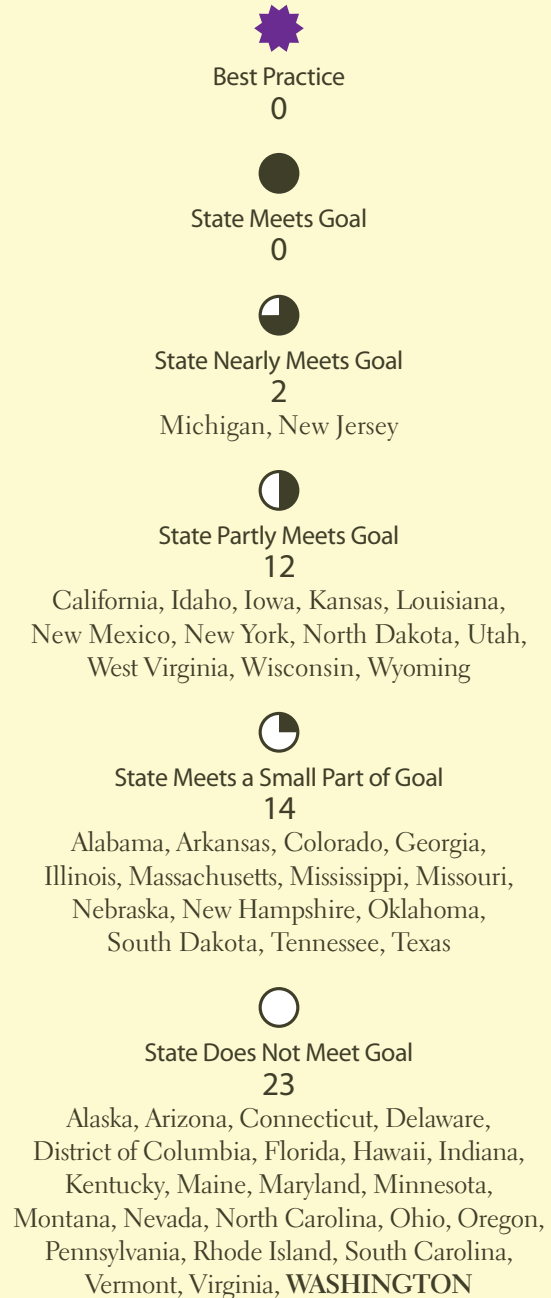 Best Practice
0
State Meets Goal
0
State Nearly Meets Goal
2
Michigan, New Jersey
State Partly Meets Goal
12
California, Idaho, Iowa, Kansas, Louisiana,
New Mexico, New York, North Dakota, Utah,
West Virginia, Wisconsin, Wyoming
State Meets a Small Part of Goal
14
Alabama, Arkansas, Colorado, Georgia,
Illinois, Massachusetts, Mississippi, Missouri,
Nebraska, New Hampshire, Oklahoma,
South Dakota, Tennessee, Texas
State Does Not Meet Goal
23
Alaska, Arizona, Connecticut, Delaware,
District of Columbia, Florida, Hawaii, Indiana,
Kentucky, Maine, Maryland, Minnesota,
Montana, Nevada, North Carolina, Ohio, Oregon,
Pennsylvania, Rhode Island, South Carolina,
Vermont, Virginia, WASHINGTON